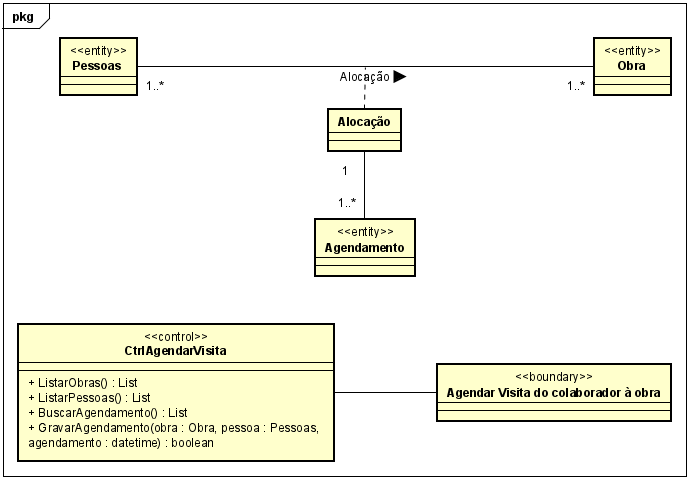 pkg
<<entity>>
Pessoas
<<entity>>
Obra
Alocação
1..*
1..*
Alocação
1
1..*
<<entity>>
Agendamento
<<control>>
CtrlAgendarVisita
+ ListarObras() : List
+ ListarPessoas() : List
+ BuscarAgendamento() : List
+ GravarAgendamento(obra : Obra, pessoa : Pessoas,
agendamento : datetime) : boolean
<<boundary>>
Agendar Visita do colaborador à obra